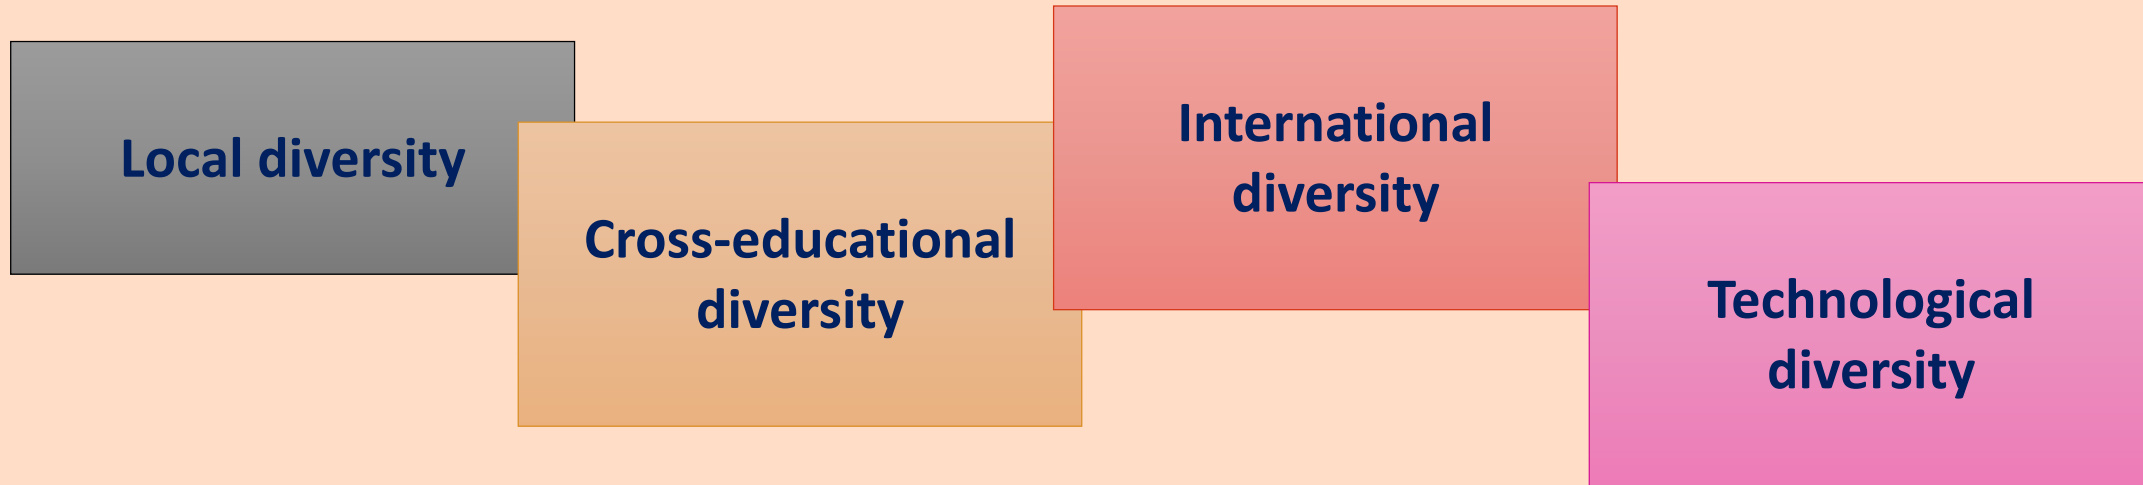 Local diversity
Cross-educational
diversity
International
diversity
Technological
diversity